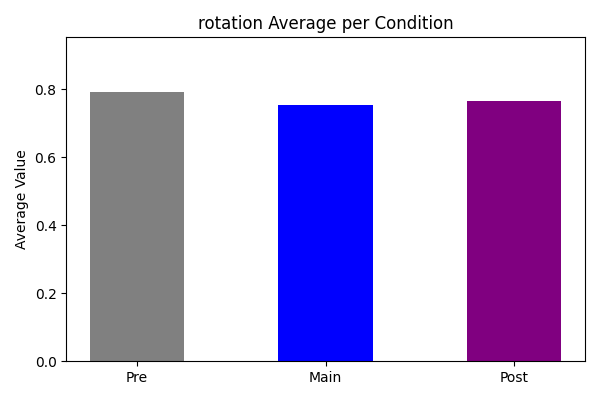 rotation Average per Condition
Average Value
0.8
0.6
0.4
0.2
0.0
Pre
Main
Post